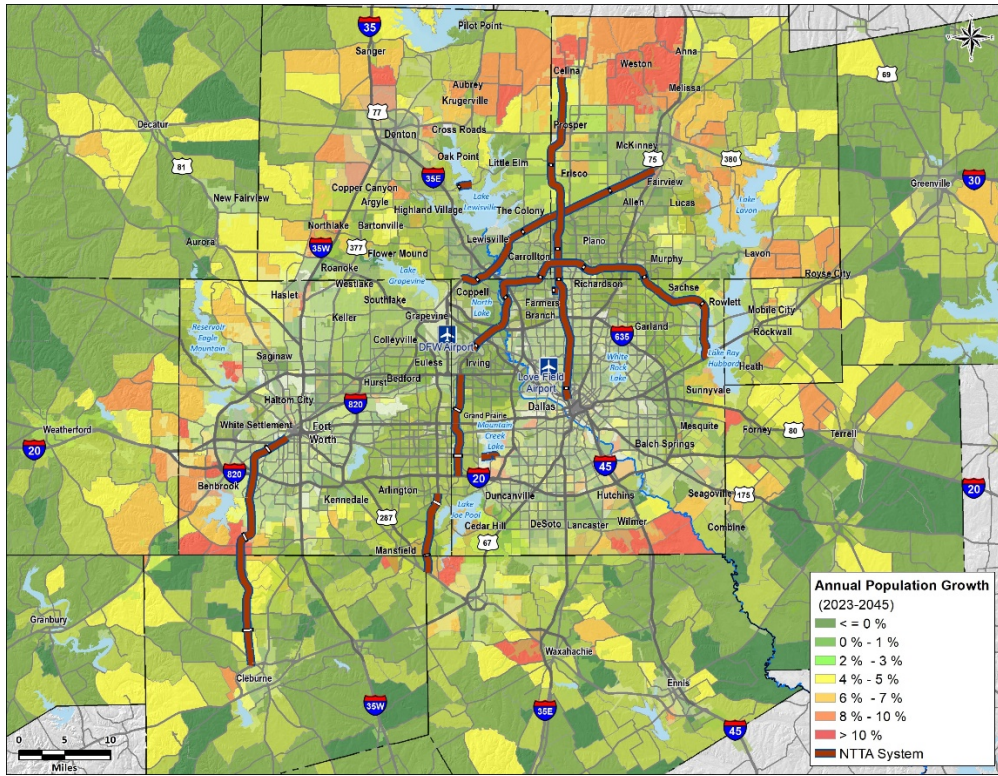 35
Pilot Point
Sanger
Anna
Celina
Weston
69
Aubrey
Krugerville
Melissa
77
Decatur
Denton
Cross Roads
Prosper
Oak Point
Little Elm
McKinney
75
380
81
35E
Frisco
Fairview
Greenville
30
Copper Canyon
Argyle
Lake
Lewisville
Allen
Lucas
Lake
Lavon
New Fairview
Highland Village
The Colony
Northlake
Bartonville
Aurora
35W
377
Flower Mound
Lewisville
Carrollton
Plano
Murphy
Lavon
Roanoke
Westlake
Lake
Grapevine
Royse City
Haslet
Southlake
Coppell
North
Lake
Richardson
Sachse
Farmers
Branch
Rowlett
Mobile City
Keller
Grapevine
Reservoir
Eagle
Mountain
Colleyville
DFW Airport
635
Garland
Rockwall
Saginaw
Euless
Irving
Love Field
Airport
White
Rock
Lake
Lake Ray
Hubbard
Heath
Hurst
Bedford
Sunnyvale
Haltom City
820
Grand Prairie
Dallas
White Settlement
Fort
Worth
Mountain
Creek
Lake
Mesquite
Forney
80
Terrell
Weatherford
20
Balch Springs
820
20
45
Benbrook
Arlington
Duncanville
Hutchins
Seagoville
175
20
Kennedale
287
Lake
Joe Pool
Cedar Hill
DeSoto
Lancaster
Wilmer
Combine
Mansfield
67
Granbury
Waxahachie
Cleburne
Ennis
35W
35E
45
0
5
10
Miles
Annual Population Growth
(2023-2045)
< = 0 %
0 % - 1 %
2 % - 3 %
4 % - 5 %
6 % - 7 %
8 % - 10 %
> 10 %
NTTA System